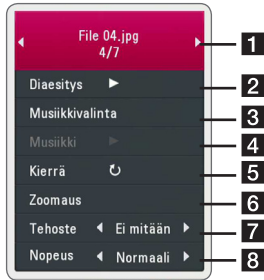 File 04.jpg 1
4/7
Diaesitys 2
Musiikkivalinta 3
Musiikki 4
Kierrä 5
Zoomaus 6
Tehoste Ei mitään 7
Nopeus Normaali 8